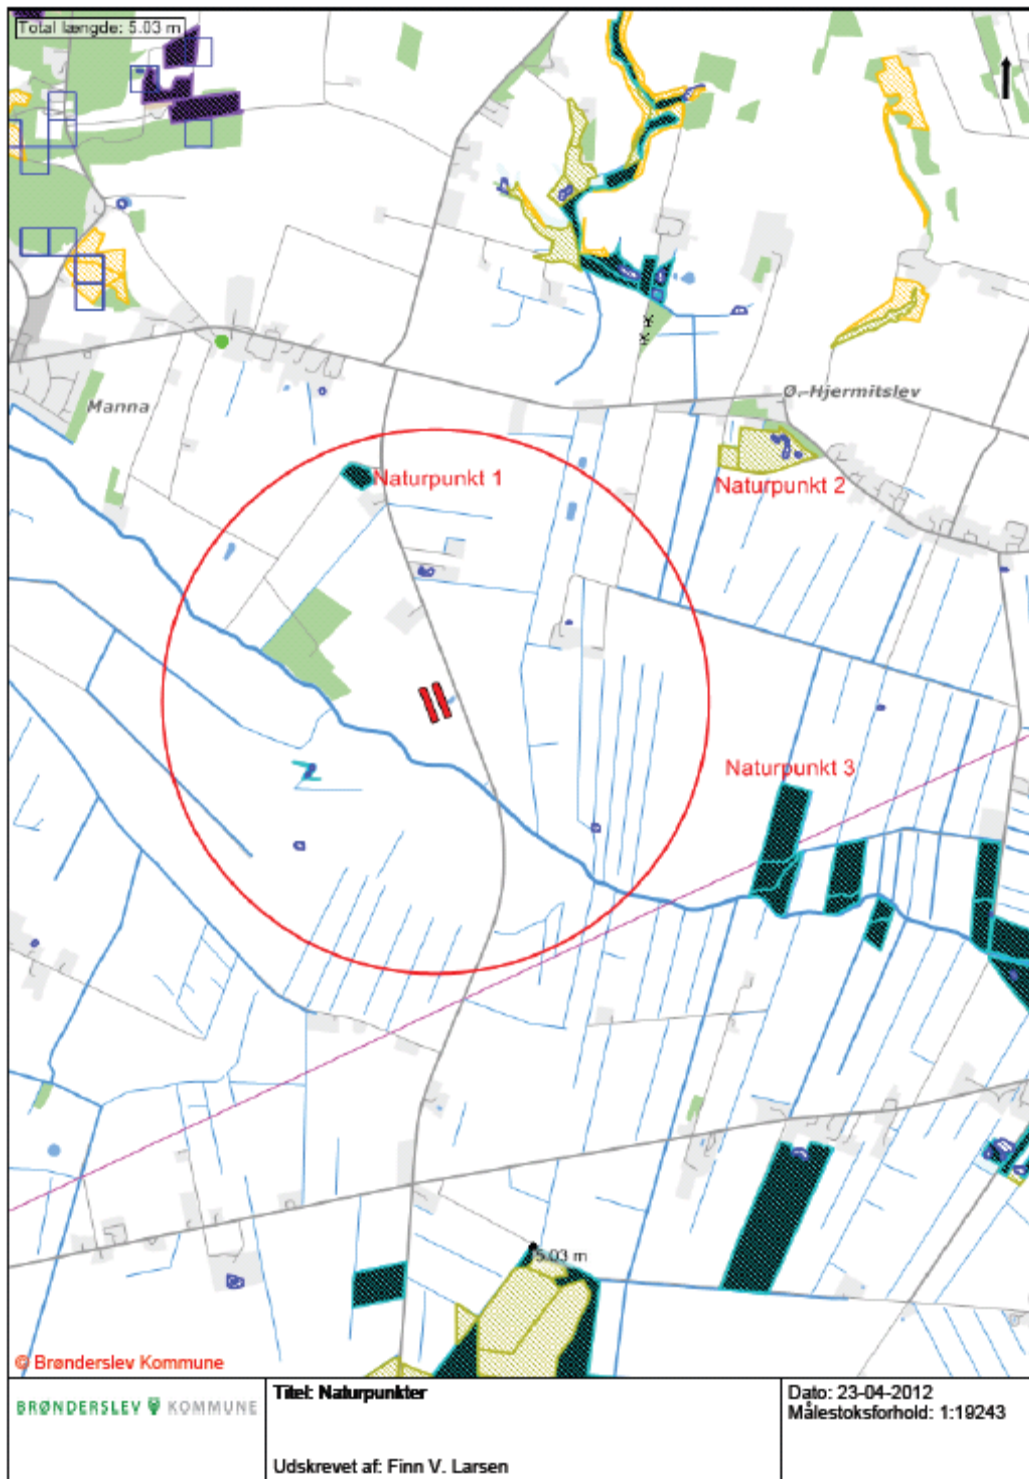 Total længde: 5.03 m
Manna
Ø.-Hjermitslev
Naturpunkt 1
Naturpunkt 2
Naturpunkt 3
5.03 m
© Brønderslev Kommune
BRØNDERSLEV KOMMUNE
Titel: Naturpunkter
Udskrevet af: Finn V. Larsen
Dato: 23-04-2012
Målestoksforhold: 1:19243